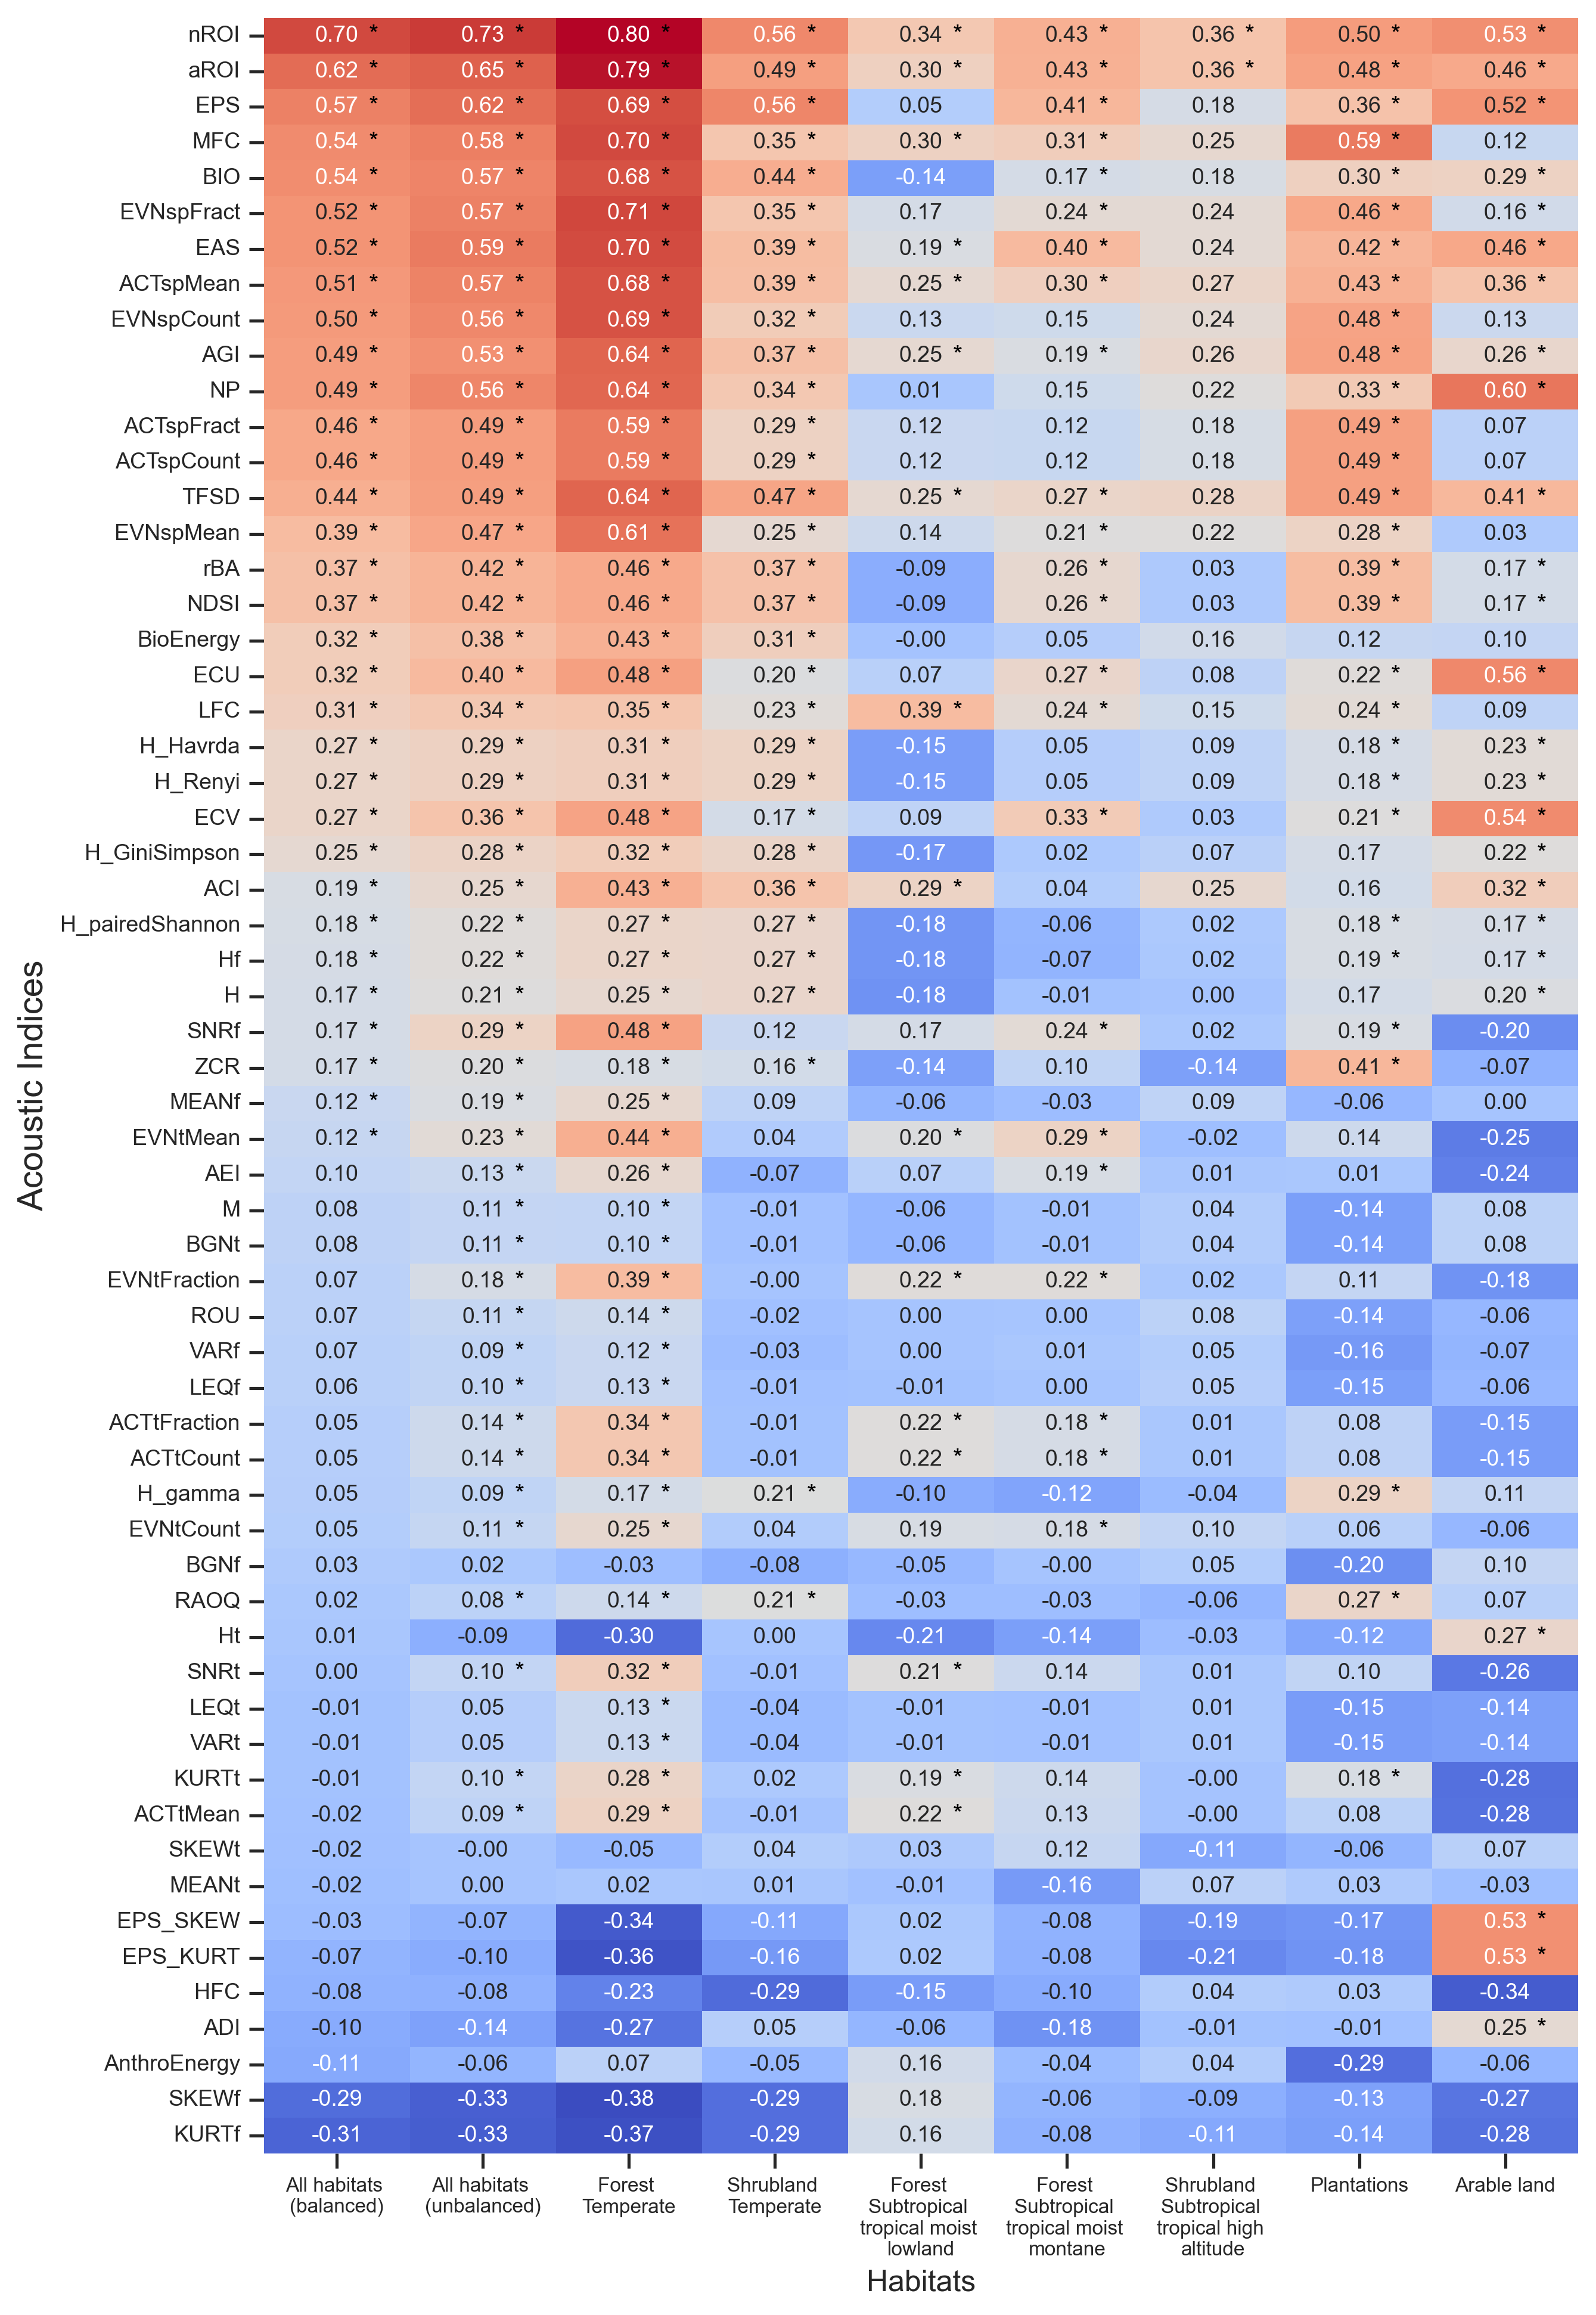 nROI 0.70 * 0.73 * 0.80 * 0.56 * 0.34 * 0.43 * 0.36 * 0.50 * 0.53 *
aROI 0.62 * 0.65 * 0.79 * 0.49 * 0.30 * 0.43 * 0.36 * 0.48 * 0.46 *
EPS 0.57 * 0.62 * 0.69 * 0.56 * 0.05 0.41 * 0.18 0.36 * 0.52 *
MFC 0.54 * 0.58 * 0.70 * 0.35 * 0.30 * 0.31 * 0.25 0.59 * 0.12
BIO 0.54 * 0.57 * 0.68 * 0.44 * -0.14 0.17 * 0.18 0.30 * 0.29 *
EVNspFract 0.52 * 0.57 * 0.71 * 0.35 * 0.17 0.24 * 0.24 0.46 * 0.16 *
EAS 0.52 * 0.59 * 0.70 * 0.39 * 0.19 * 0.40 * 0.24 0.42 * 0.46 *
ACTspMean 0.51 * 0.57 * 0.68 * 0.39 * 0.25 * 0.30 * 0.27 0.43 * 0.36 *
EVNspCount 0.50 * 0.56 * 0.69 * 0.32 * 0.13 0.15 0.24 0.48 * 0.13
AGI 0.49 * 0.53 * 0.64 * 0.37 * 0.25 * 0.19 * 0.26 0.48 * 0.26 *
NP 0.49 * 0.56 * 0.64 * 0.34 * 0.01 0.15 0.22 0.33 * 0.60 *
ACTspFract 0.46 * 0.49 * 0.59 * 0.29 * 0.12 0.12 0.18 0.49 * 0.07
ACTspCount 0.46 * 0.49 * 0.59 * 0.29 * 0.12 0.12 0.18 0.49 * 0.07
TFSD 0.44 * 0.49 * 0.64 * 0.47 * 0.25 * 0.27 * 0.28 0.49 * 0.41 *
EVNspMean 0.39 * 0.47 * 0.61 * 0.25 * 0.14 0.21 * 0.22 0.28 * 0.03
rBA 0.37 * 0.42 * 0.46 * 0.37 * -0.09 0.26 * 0.03 0.39 * 0.17 *
NDSI 0.37 * 0.42 * 0.46 * 0.37 * -0.09 0.26 * 0.03 0.39 * 0.17 *
BioEnergy 0.32 * 0.38 * 0.43 * 0.31 * -0.00 0.05 0.16 0.12 0.10
ECU 0.32 * 0.40 * 0.48 * 0.20 * 0.07 0.27 * 0.08 0.22 * 0.56 *
LFC 0.31 * 0.34 * 0.35 * 0.23 * 0.39 * 0.24 * 0.15 0.24 * 0.09
H_Havrda 0.27 * 0.29 * 0.31 * 0.29 * -0.15 0.05 0.09 0.18 * 0.23 *
H_Renyi 0.27 * 0.29 * 0.31 * 0.29 * -0.15 0.05 0.09 0.18 * 0.23 *
ECV 0.27 * 0.36 * 0.48 * 0.17 * 0.09 0.33 * 0.03 0.21 * 0.54 *
H_GiniSimpson 0.25 * 0.28 * 0.32 * 0.28 * -0.17 0.02 0.07 0.17 0.22 *
ACI 0.19 * 0.25 * 0.43 * 0.36 * 0.29 * 0.04 0.25 0.16 0.32 *
H_pairedShannon 0.18 * 0.22 * 0.27 * 0.27 * -0.18 -0.06 0.02 0.18 * 0.17 *
Hf 0.18 * 0.22 * 0.27 * 0.27 * -0.18 -0.07 0.02 0.19 * 0.17 *
H 0.17 * 0.21 * 0.25 * 0.27 * -0.18 -0.01 0.00 0.17 0.20 *
SNRf 0.17 * 0.29 * 0.48 * 0.12 0.17 0.24 * 0.02 0.19 * -0.20
ZCR 0.17 * 0.20 * 0.18 * 0.16 * -0.14 0.10 -0.14 0.41 * -0.07
MEANf 0.12 * 0.19 * 0.25 * 0.09 -0.06 -0.03 0.09 -0.06 0.00
EVNtMean 0.12 * 0.23 * 0.44 * 0.04 0.20 * 0.29 * -0.02 0.14 -0.25
AEI 0.10 0.13 * 0.26 * -0.07 0.07 0.19 * 0.01 0.01 -0.24
M 0.08 0.11 * 0.10 * -0.01 -0.06 -0.01 0.04 -0.14 0.08
BGNt 0.08 0.11 * 0.10 * -0.01 -0.06 -0.01 0.04 -0.14 0.08
EVNtFraction 0.07 0.18 * 0.39 * -0.00 0.22 * 0.22 * 0.02 0.11 -0.18
ROU 0.07 0.11 * 0.14 * -0.02 0.00 0.00 0.08 -0.14 -0.06
VARf 0.07 0.09 * 0.12 * -0.03 0.00 0.01 0.05 -0.16 -0.07
LEQf 0.06 0.10 * 0.13 * -0.01 -0.01 0.00 0.05 -0.15 -0.06
ACTtFraction 0.05 0.14 * 0.34 * -0.01 0.22 * 0.18 * 0.01 0.08 -0.15
ACTtCount 0.05 0.14 * 0.34 * -0.01 0.22 * 0.18 * 0.01 0.08 -0.15
H_gamma 0.05 0.09 * 0.17 * 0.21 * -0.10 -0.12 -0.04 0.29 * 0.11
EVNtCount 0.05 0.11 * 0.25 * 0.04 0.19 0.18 * 0.10 0.06 -0.06
BGNf 0.03 0.02 -0.03 -0.08 -0.05 -0.00 0.05 -0.20 0.10
RAOQ 0.02 0.08 * 0.14 * 0.21 * -0.03 -0.03 -0.06 0.27 * 0.07
Ht 0.01 -0.09 -0.30 0.00 -0.21 -0.14 -0.03 -0.12 0.27 *
SNRt 0.00 0.10 * 0.32 * -0.01 0.21 * 0.14 0.01 0.10 -0.26
LEQt -0.01 0.05 0.13 * -0.04 -0.01 -0.01 0.01 -0.15 -0.14
VARt -0.01 0.05 0.13 * -0.04 -0.01 -0.01 0.01 -0.15 -0.14
KURTt -0.01 0.10 * 0.28 * 0.02 0.19 * 0.14 -0.00 0.18 * -0.28
ACTtMean -0.02 0.09 * 0.29 * -0.01 0.22 * 0.13 -0.00 0.08 -0.28
SKEWt -0.02 -0.00 -0.05 0.04 0.03 0.12 -0.11 -0.06 0.07
MEANt -0.02 0.00 0.02 0.01 -0.01 -0.16 0.07 0.03 -0.03
EPS_SKEW -0.03 -0.07 -0.34 -0.11 0.02 -0.08 -0.19 -0.17 0.53 *
EPS_KURT -0.07 -0.10 -0.36 -0.16 0.02 -0.08 -0.21 -0.18 0.53 *
HFC -0.08 -0.08 -0.23 -0.29 -0.15 -0.10 0.04 0.03 -0.34
ADI -0.10 -0.14 -0.27 0.05 -0.06 -0.18 -0.01 -0.01 0.25 *
AnthroEnergy -0.11 -0.06 0.07 -0.05 0.16 -0.04 0.04 -0.29 -0.06
SKEWf -0.29 -0.33 -0.38 -0.29 0.18 -0.06 -0.09 -0.13 -0.27
KURTf -0.31 -0.33 -0.37 -0.29 0.16 -0.08 -0.11 -0.14 -0.28
Acoustic Indices
All habitats
(balanced)
All habitats
(unbalanced)
Forest
Temperate
Shrubland
Temperate
Forest
Subtropical
tropical moist
lowland
Forest
Subtropical
tropical moist
montane
Shrubland
Subtropical
tropical high
altitude
Plantations
Arable land
Habitats